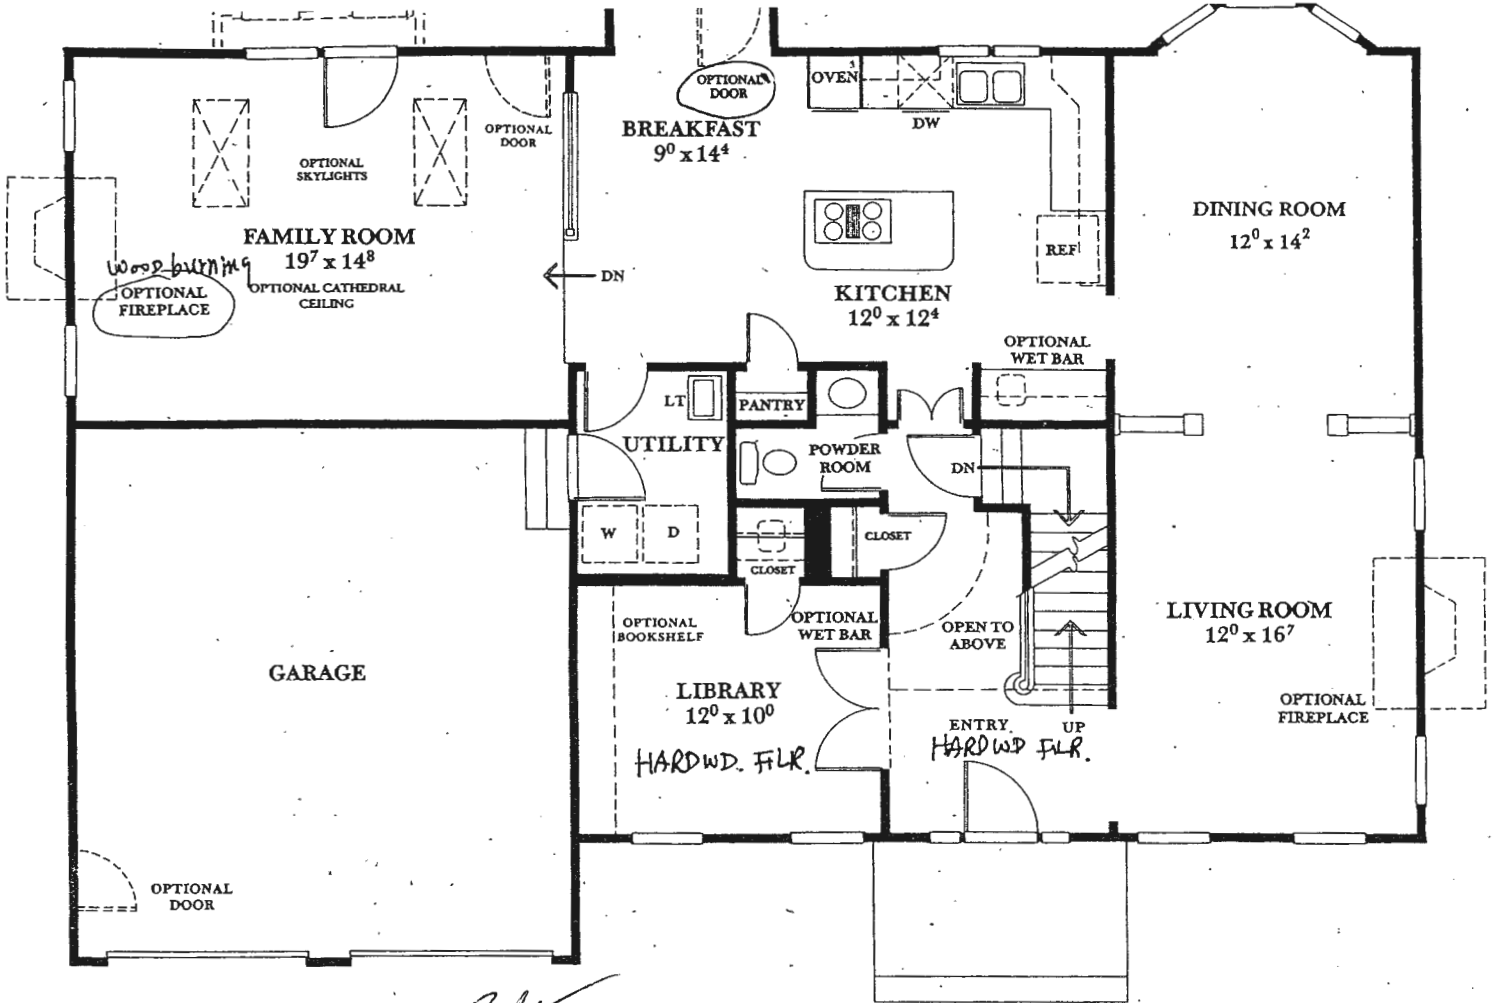 OPTIONAL
DOOR
OVEN
DW
OPTIONAL
DOOR
BREAKFAST
9⁰ x 14⁴
OPTIONAL
SKYLIGHTS
FAMILY ROOM
19⁷ x 14⁸
wood burning
OPTIONAL
FIREPLACE
OPTIONAL CATHEDRAL
CEILING
DN
REF
KITCHEN
12⁰ x 12⁴
DINING ROOM
12⁰ x 14²
OPTIONAL
WET BAR
LT
PANTRY
UTILITY
POWDER
ROOM
DN
W
D
CLOSET
CLOSET
OPTIONAL
BOOKSHELF
OPTIONAL
WET BAR
OPEN TO
ABOVE
LIVING ROOM
12⁰ x 16⁷
GARAGE
LIBRARY
12⁰ x 10⁰
HARDWD. FLR.
ENTRY
UP
HARDWD FLR.
OPTIONAL
FIREPLACE
OPTIONAL
DOOR